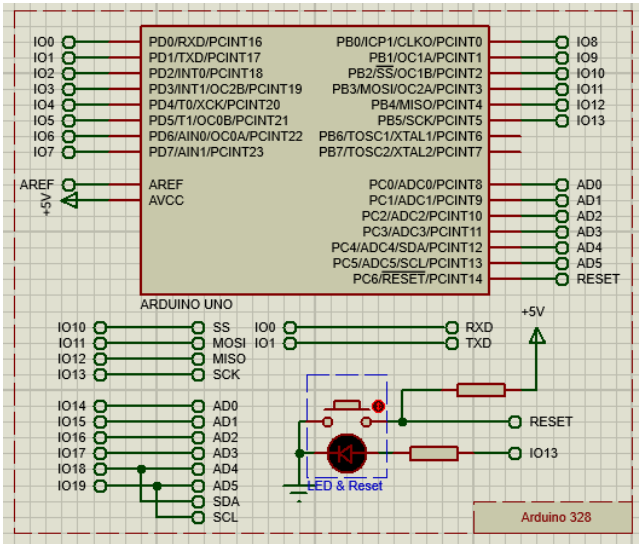 IO0 PD0/RXD/PCINT16 PB0/ICP1/CLKO/PCINT0 IO8
IO1 PD1/TXD/PCINT17 PB1/OC1A/PCINT1 IO9
IO2 PD2/INT0/PCINT18 PB2/SS/OC1B/PCINT2 IO10
IO3 PD3/INT1/OC2B/PCINT19 PB3/MOSI/OC2A/PCINT3 IO11
IO4 PD4/T0/XCK/PCINT20 PB4/MISO/PCINT4 IO12
IO5 PD5/T1/OC0B/PCINT21 PB5/SCK/PCINT5 IO13
IO6 PD6/AIN0/OC0A/PCINT22 PB6/TOSC1/XTAL1/PCINT6
IO7 PD7/AIN1/PCINT23 PB7/TOSC2/XTAL2/PCINT7
AREF AREF PC0/ADC0/PCINT8 AD0
+5V AVCC PC1/ADC1/PCINT9 AD1
PC2/ADC2/PCINT10 AD2
PC3/ADC3/PCINT11 AD3
PC4/ADC4/SDA/PCINT12 AD4
PC5/ADC5/SCL/PCINT13 AD5
PC6/RESET/PCINT14 RESET
ARDUINO UNO
+5V
IO10 SS IO0 RXD
IO11 MOSI IO1 TXD
IO12 MISO
IO13 SCK
IO14 AD0
IO15 AD1 RESET
IO16 AD2
IO17 AD3 IO13
IO18 AD4
IO19 AD5 LED & Reset
SDA
SCL
Arduino 328